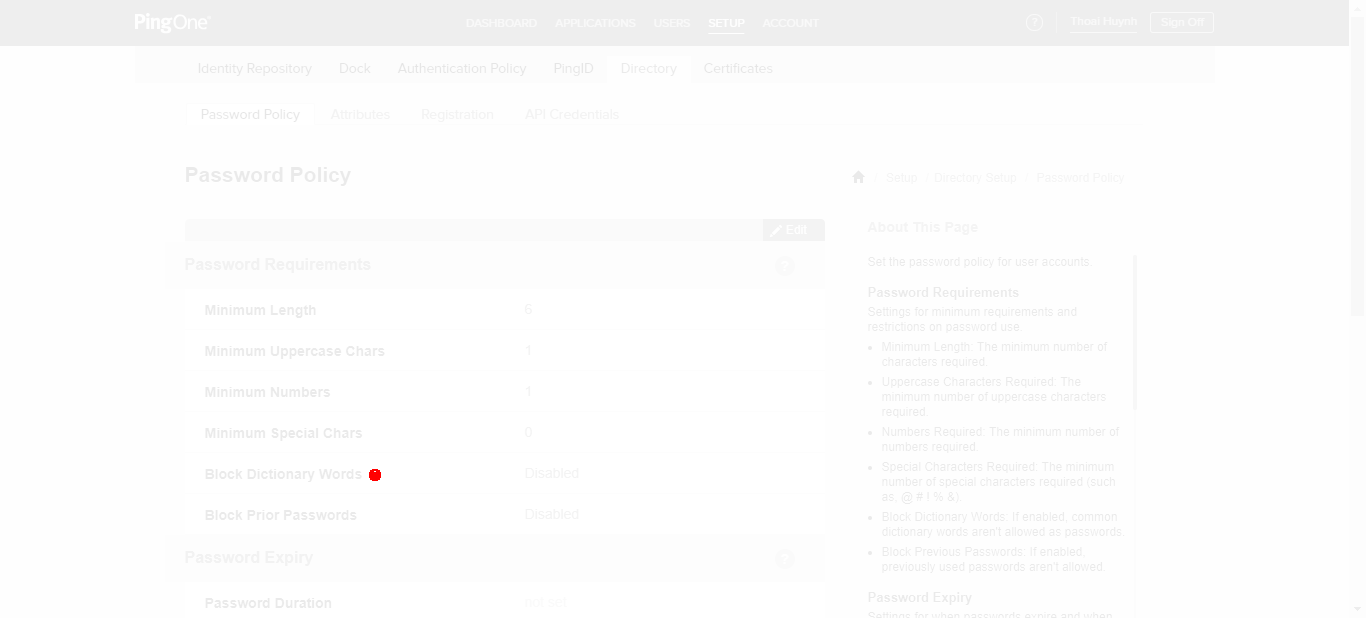 PingOne
DASHBOARD APPLICATIONS USERS SETUP ACCOUNT
? Thoai Huynh Sign Off
Identity Repository Dock Authentication Policy PingID Directory Certificates
Password Policy Attributes Registration API Credentials
Password Policy
/ Setup / Directory Setup / Password Policy
Edit
Password Requirements
Minimum Length 6
Minimum Uppercase Chars 1
Minimum Numbers 1
Minimum Special Chars 0
Block Dictionary Words Disabled
Block Prior Passwords Disabled
Password Expiry
Password Duration not set
About This Page
Set the password policy for user accounts.
Password Requirements
Settings for minimum requirements and
restrictions on password use.
• Minimum Length: The minimum number of
characters required.
• Uppercase Characters Required: The
minimum number of uppercase characters
required.
• Numbers Required: The minimum number of
numbers required.
• Special Characters Required: The minimum
number of special characters required (such
as, @ # ! % &).
• Block Dictionary Words: If enabled, common
dictionary words aren't allowed as passwords.
• Block Previous Passwords: If enabled,
previously used passwords aren't allowed.
Password Expiry
Settings for when passwords expire and when